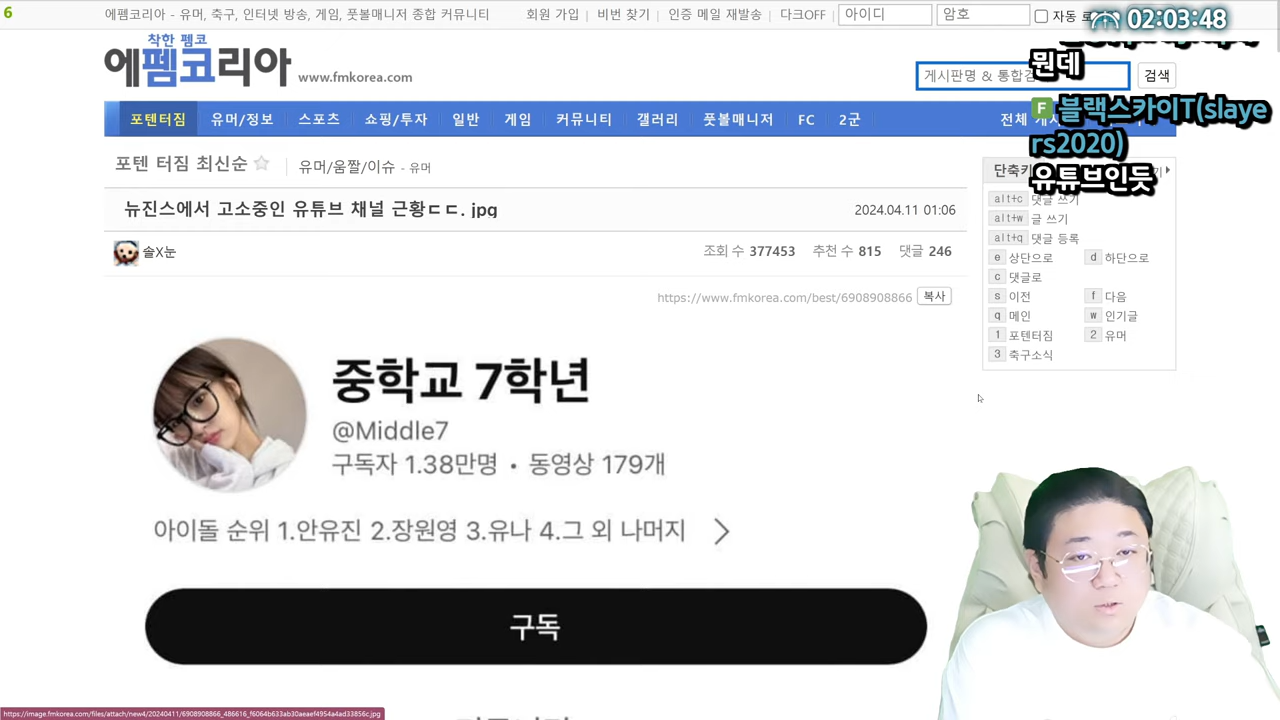 6
에펨코리아 - 유머, 축구, 인터넷 방송, 게임, 풋볼매니저 종합 커뮤니티
회원 가입 | 비번 찾기 | 인증 메일 재발송 | 다크OFF | 아이디 암호 자동 로
02:03:48
착한 펨코
에펨코리아 www.fmkorea.com
게시판명 & 통합검 검색
뭔데
F 블랙스카이T(slaye
rs2020)
유튜브인듯
포텐터짐 유머/정보 스포츠 쇼핑/투자 일반 게임 커뮤니티 갤러리 풋볼매니저 FC 2군 전체 게시
포텐 터짐 최신순 유머/움짤/이슈 - 유머
뉴진스에서 고소중인 유튜브 채널 근황ㄷㄷ. jpg 2024.04.11 01:06
솔X눈 조회 수 377453 추천 수 815 댓글 246
https://www.fmkorea.com/best/6908908866 복사
단축키
alt+c 댓글 쓰기
alt+w 글 쓰기
alt+q 댓글 등록
e 상단으로 d 하단으로
c 댓글로
s 이전 f 다음
q 메인 w 인기글
1 포텐터짐 2 유머
3 축구소식
중학교 7학년
@Middle7
구독자 1.38만명 • 동영상 179개
아이돌 순위 1.안유진 2.장원영 3.유나 4.그 외 나머지
구독
https://image.fmkorea.com/files/attach/new4/20240411/6908908866_486616_f6064b633ab30aeaef4954a4ad33856c.jpg